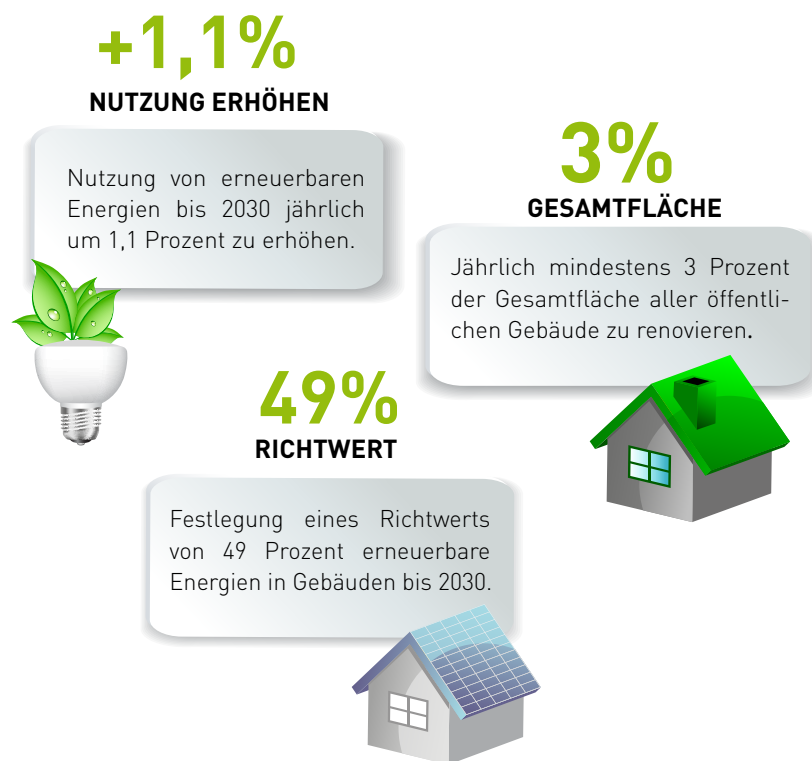 +1,1%
NUTZUNG ERHÖHEN
Nutzung von erneuerbaren
Energien bis 2030 jährlich
um 1,1 Prozent zu erhöhen.
3%
GESAMTFLÄCHE
Jährlich mindestens 3 Prozent
der Gesamtfläche aller öffentli-
chen Gebäude zu renovieren.
49%
RICHTWERT
Festlegung eines Richtwerts
von 49 Prozent erneuerbare
Energien in Gebäuden bis 2030.